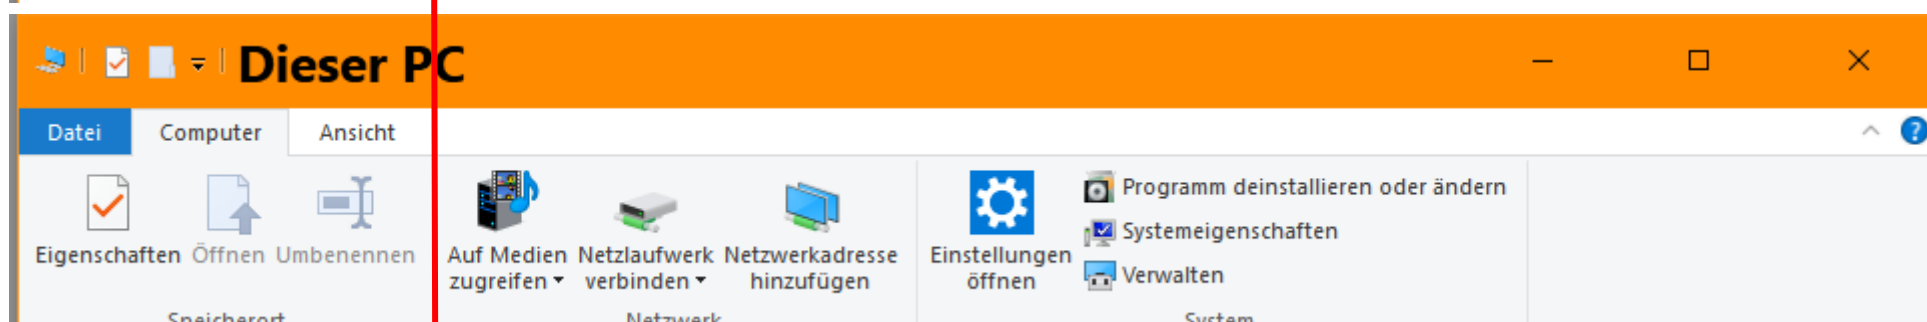 Dieser PC
Datei Computer Ansicht
Eigenschaften Öffnen Umbenennen
Auf Medien zugreifen
Netzlaufwerk verbinden
Netzwerkadresse hinzufügen
Einstellungen öffnen
Programm deinstallieren oder ändern
Systemeigenschaften
Verwalten
Speicherort Netzwerk System